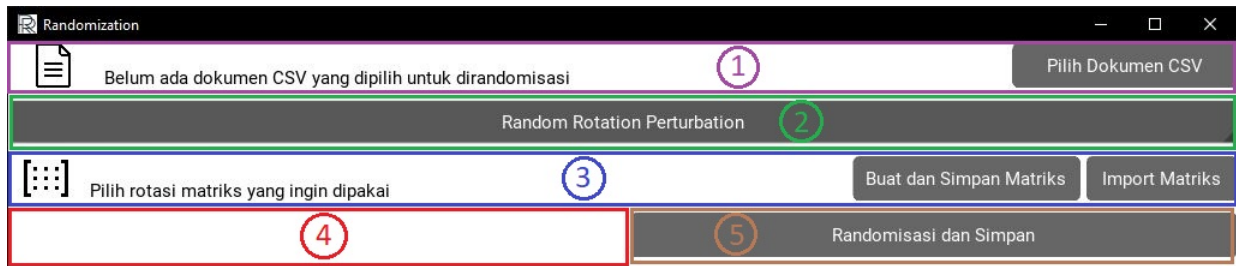 Randomization
Belum ada dokumen CSV yang dipilih untuk dirandomisasi 1 Pilih Dokumen CSV
Random Rotation Perturbation 2
Pilih rotasi matriks yang ingin dipakai 3 Buat dan Simpan Matriks Import Matriks
4 5 Randomisasi dan Simpan